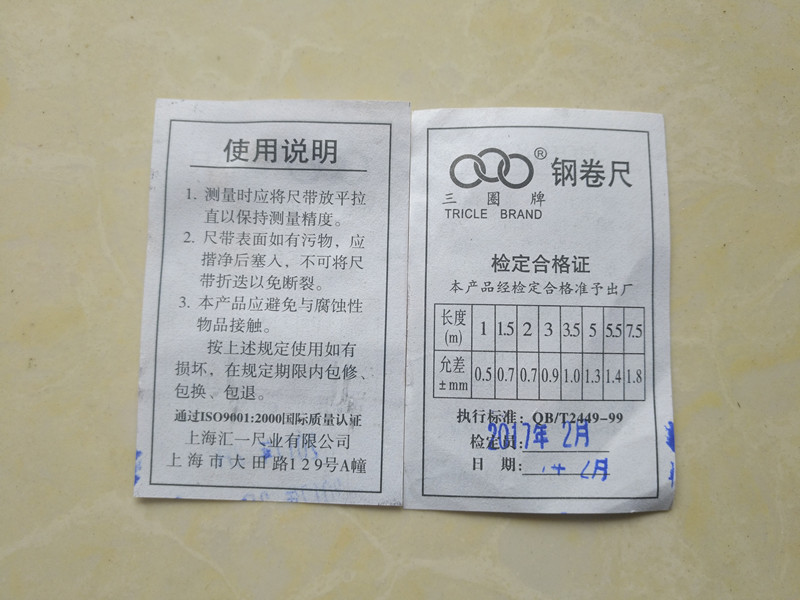 使用说明
1. 测量时应将尺带放平拉
直以保持测量精度。
2. 尺带表面如有污物，应
揩净后塞入，不可将尺
带折迭以免断裂。
3. 本产品应避免与腐蚀性
物品接触。
按上述规定使用如有
损坏，在规定期限内包修、
包换、包退。
通过ISO9001:2000国际质量认证
上海汇一尺业有限公司
上海市大田路129号A幢
® 钢卷尺
三圈牌
TRICLE BRAND
检定合格证
本产品经检定合格准予出厂
长度(m) 1 1.5 2 3 3.5 5 5.5 7.5
允差±mm 0.5 0.7 0.7 0.9 1.0 1.3 1.4 1.8
执行标准：QB/T2449-99
检定员：
2017年2月
日 期：